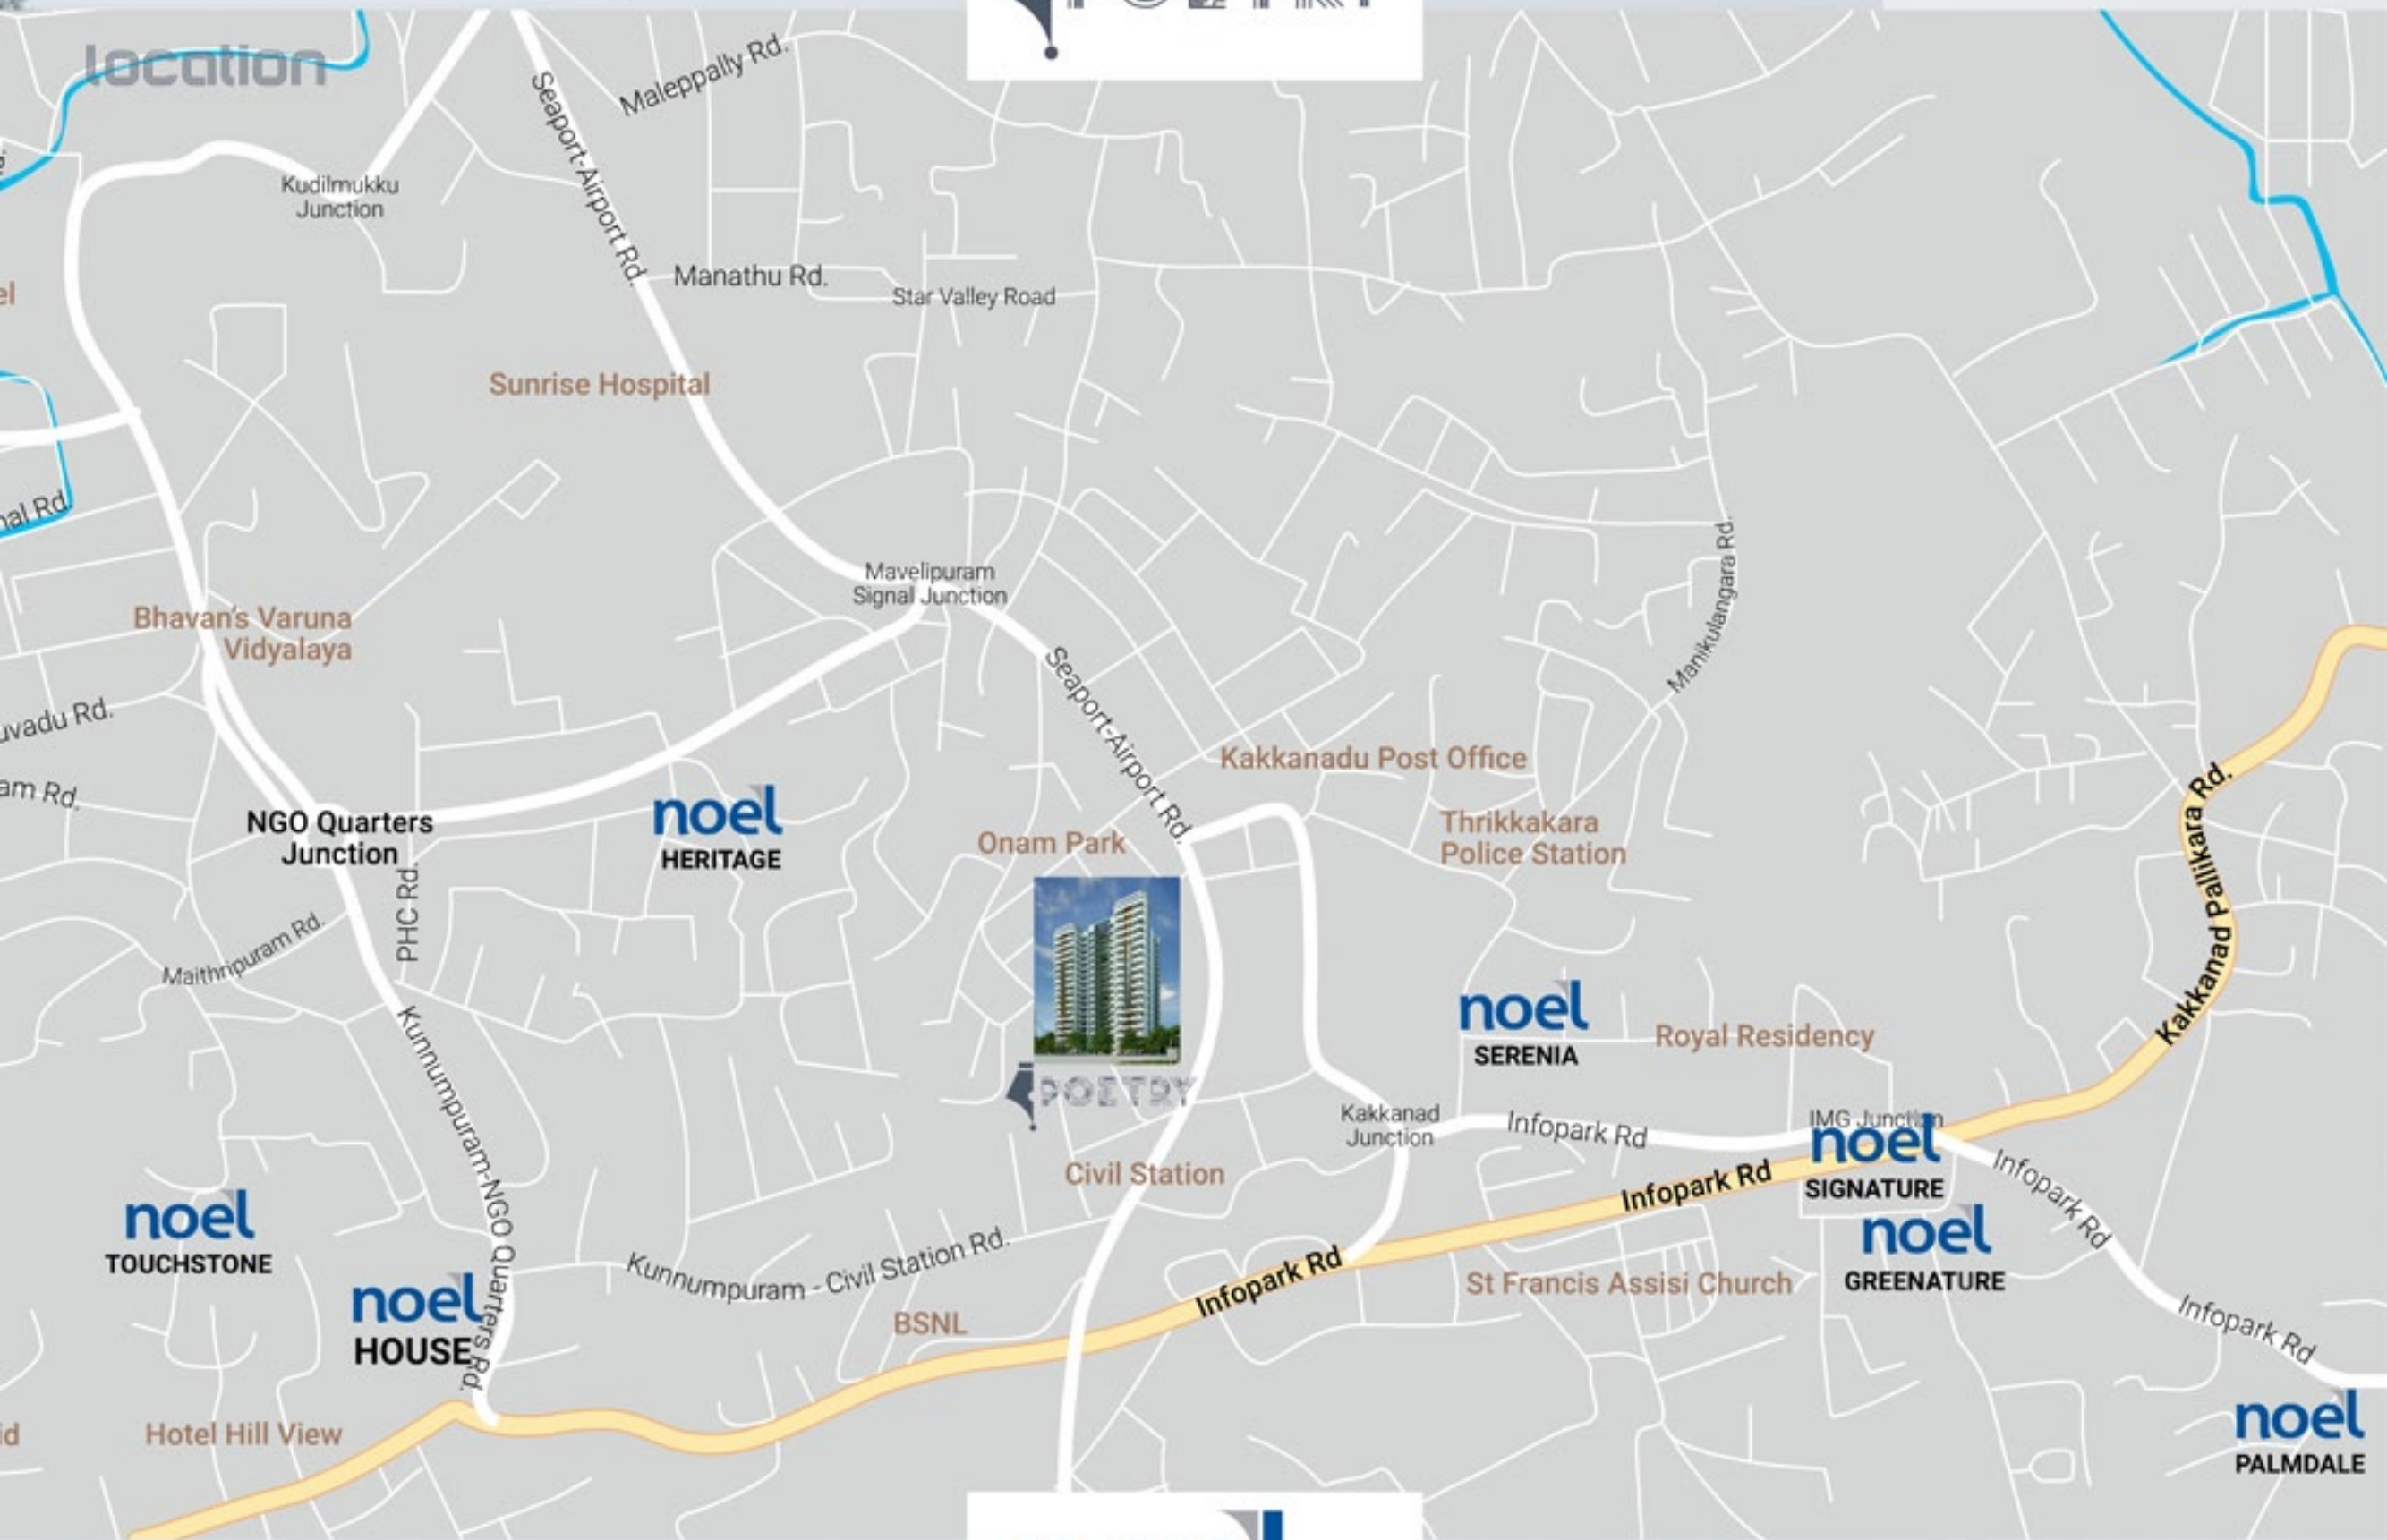 POETRY
location
Maleppally Rd.
Seaport-Airport Rd.
Kudilmukku
Junction
Manathu Rd.
Star Valley Road
Sunrise Hospital
Mavelipuram
Signal Junction
Manikulangara Rd.
Bhavan's Varuna
Vidyalaya
Seaport-Airport Rd.
Kakkanadu Post Office
Kakkanad Pallikara Rd.
NGO Quarters
Junction
noel
HERITAGE
Onam Park
Thrikkakara
Police Station
PHC Rd.
Maithripuram Rd.
noel
SERENIA
Royal Residency
Kunnumpuram-NGO Quarters Rd.
POETRY
Kakkanad
Junction
Infopark Rd
IMG Junction
noel
SIGNATURE
Infopark Rd
Infopark Rd
Civil Station
noel
TOUCHSTONE
noel
GREENATURE
Kunnumpuram - Civil Station Rd.
Infopark Rd
St Francis Assisi Church
noel
HOUSE
BSNL
Infopark Rd
Hotel Hill View
noel
PALMDALE